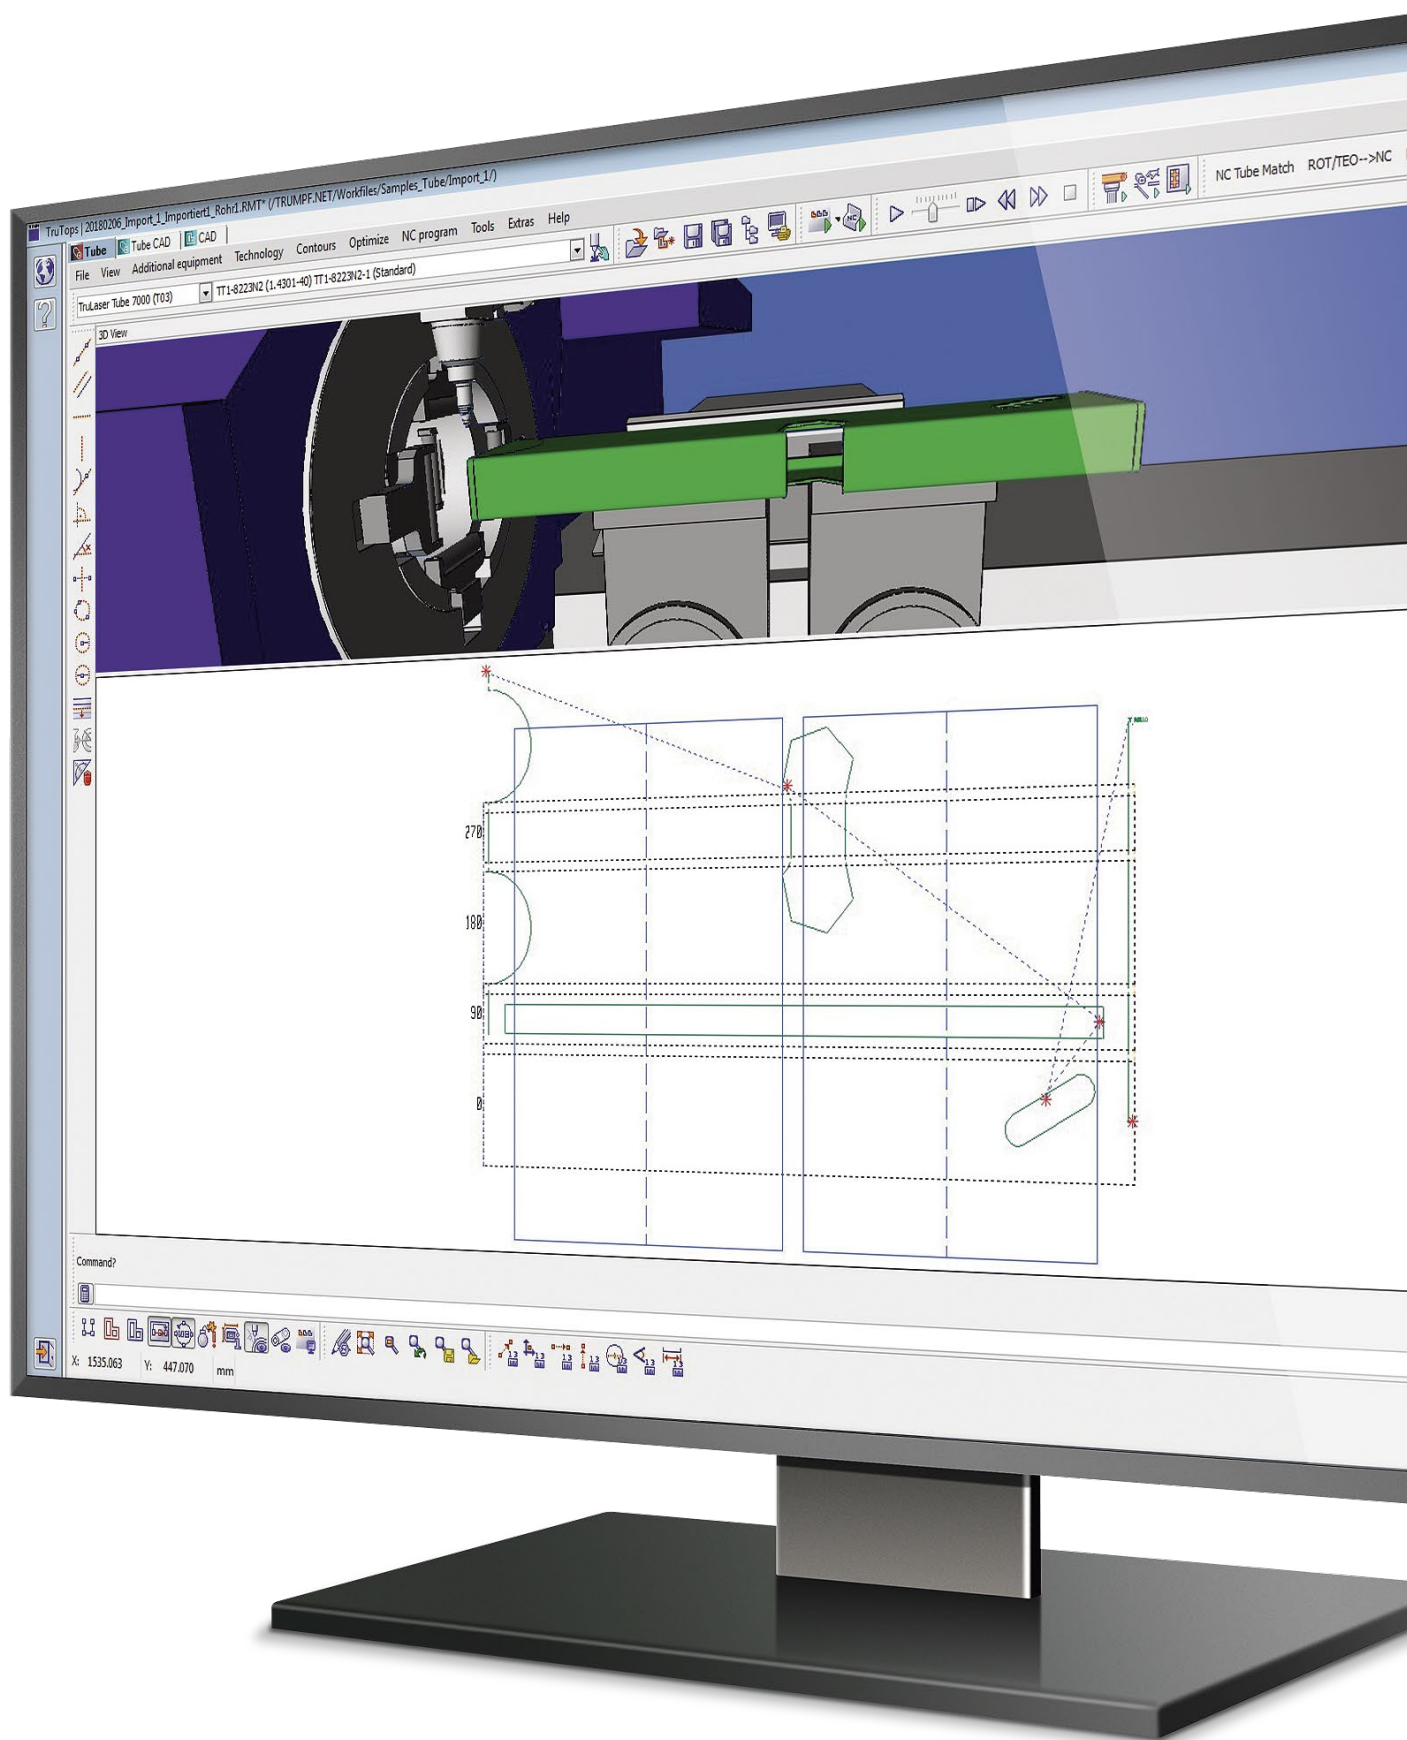 TruTops | 20180206_Import_1_Importiert1_Rohr1.RMT* (/TRUMPF.NET/Workfiles/Samples_Tube/Import_1/)
Tube Tube CAD CAD
File View Additional equipment Technology Contours Optimize NC program Tools Extras Help
NC Tube Match ROT/TEO-->NC
TruLaser Tube 7000 (T03) TT1-8223N2 (1.4301-40) TT1-8223N2-1 (Standard)
3D View
270
180
90
0
Command?
X: 1535.063 Y: 447.070 mm